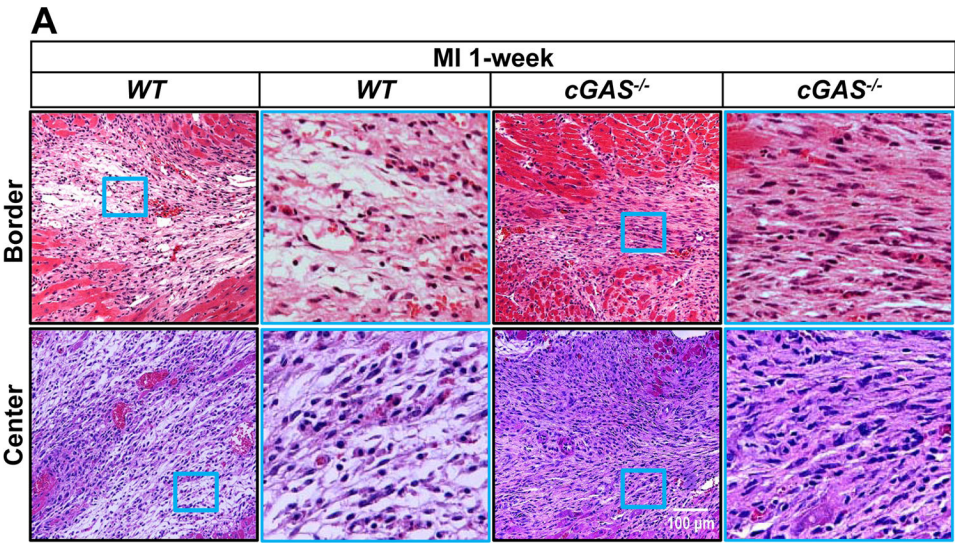 A
MI 1-week
WT WT cGAS-/- cGAS-/-
Border
Center
100 µm